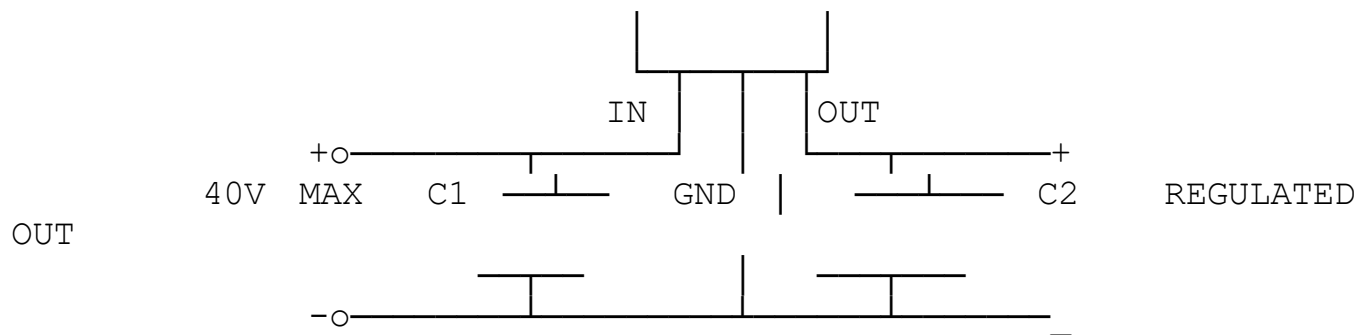 IN OUT
+ +
40V MAX C1 GND C2 REGULATED
OUT
- -